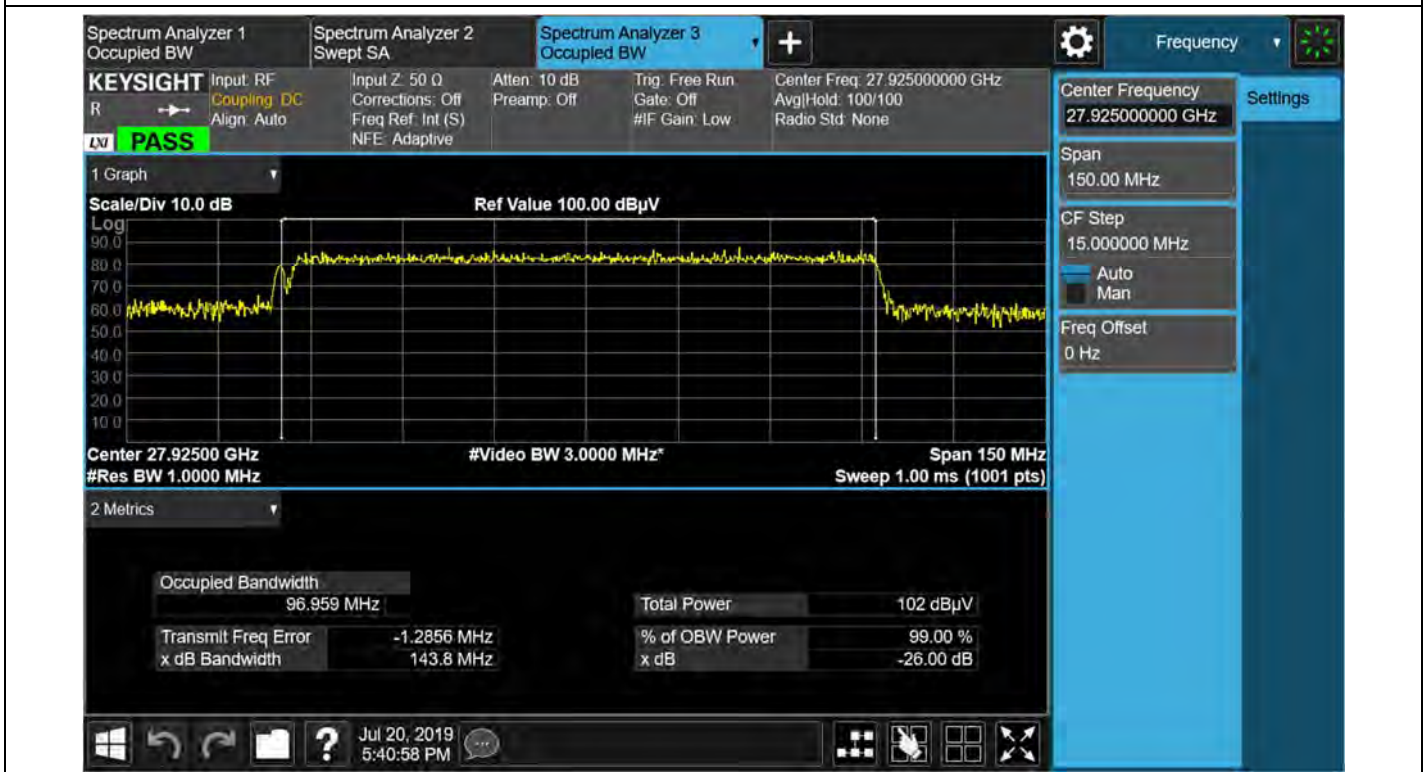 Spectrum Analyzer 1
Occupied BW
Spectrum Analyzer 2
Swept SA
Spectrum Analyzer 3
Occupied BW
Frequency
KEYSIGHT
R
LXI
PASS
Input: RF
Coupling: DC
Align: Auto
Input Z: 50 Ω
Corrections: Off
Freq Ref: Int (S)
NFE: Adaptive
Atten: 10 dB
Preamp: Off
Trig: Free Run
Gate: Off
#IF Gain: Low
Center Freq: 27.925000000 GHz
Avg|Hold: 100/100
Radio Std: None
Center Frequency
27.925000000 GHz
Settings
Span
150.00 MHz
CF Step
15.000000 MHz
Auto
Man
Freq Offset
0 Hz
1 Graph
Scale/Div 10.0 dB
Ref Value 100.00 dBµV
Log
90.0
80.0
70.0
60.0
50.0
40.0
30.0
20.0
10.0
Center 27.92500 GHz
#Video BW 3.0000 MHz*
Span 150 MHz
#Res BW 1.0000 MHz
Sweep 1.00 ms (1001 pts)
2 Metrics
Occupied Bandwidth
96.959 MHz
Total Power 102 dBµV
Transmit Freq Error -1.2856 MHz
% of OBW Power 99.00 %
x dB Bandwidth 143.8 MHz
x dB -26.00 dB
?
Jul 20, 2019
5:40:58 PM